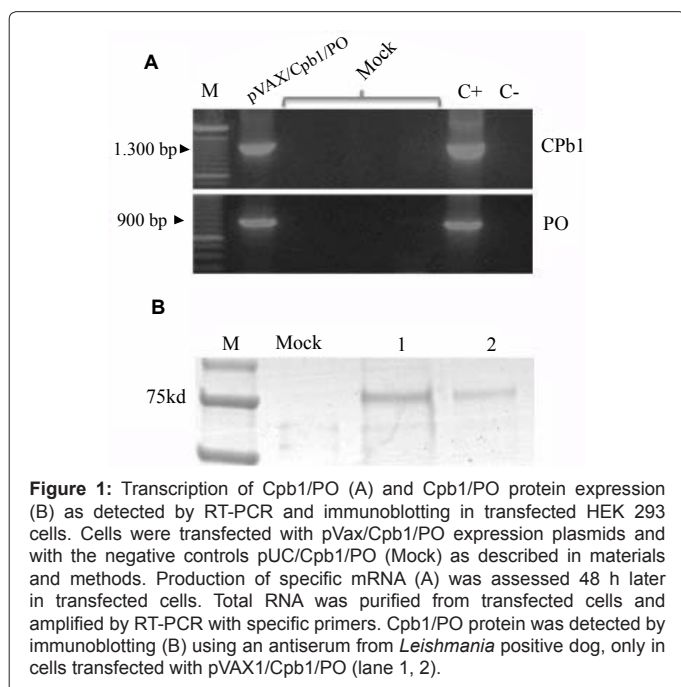 A
M
pVAX/Cpb1/PO
Mock
C+ C-
1.300 bp
CPb1
900 bp
PO
B
M Mock 1 2
75kd
Figure 1: Transcription of Cpb1/PO (A) and Cpb1/PO protein expression
(B) as detected by RT-PCR and immunoblotting in transfected HEK 293
cells. Cells were transfected with pVax/Cpb1/PO expression plasmids and
with the negative controls pUC/Cpb1/PO (Mock) as described in materials
and methods. Production of specific mRNA (A) was assessed 48 h later
in transfected cells. Total RNA was purified from transfected cells and
amplified by RT-PCR with specific primers. Cpb1/PO protein was detected by
immunoblotting (B) using an antiserum from Leishmania positive dog, only in
cells transfected with pVAX1/Cpb1/PO (lane 1, 2).